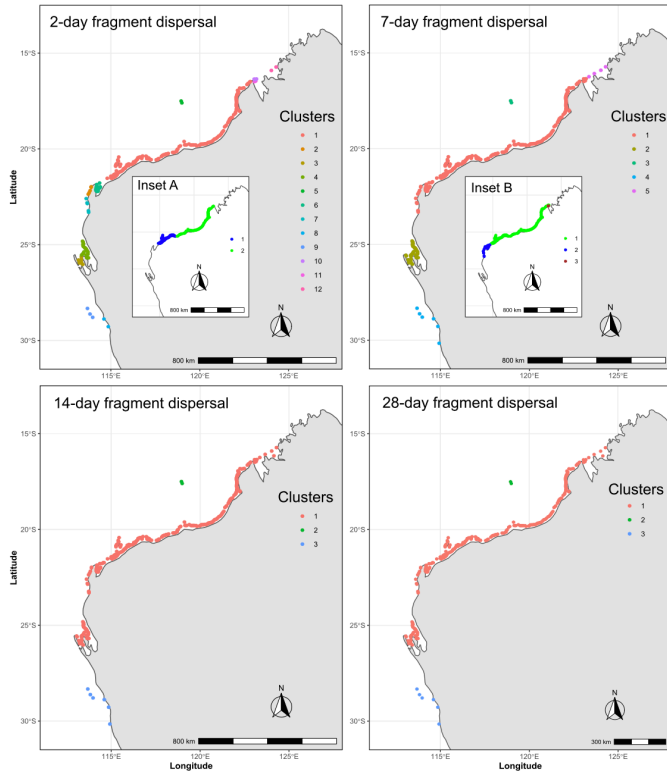 2-day fragment dispersal
15°S
20°S
25°S
30°S
Latitude
115°E
120°E
125°E
Clusters
1
2
3
4
5
6
7
8
9
10
11
12
Inset A
1
2
N
800 km
N
800 km
7-day fragment dispersal
15°S
20°S
25°S
30°S
115°E
120°E
125°E
Clusters
1
2
3
4
5
Inset B
1
2
3
N
800 km
N
800 km
14-day fragment dispersal
15°S
20°S
25°S
30°S
Latitude
115°E
120°E
125°E
Longitude
Clusters
1
2
3
N
800 km
28-day fragment dispersal
15°S
20°S
25°S
30°S
115°E
120°E
125°E
Longitude
Clusters
1
2
3
N
300 km